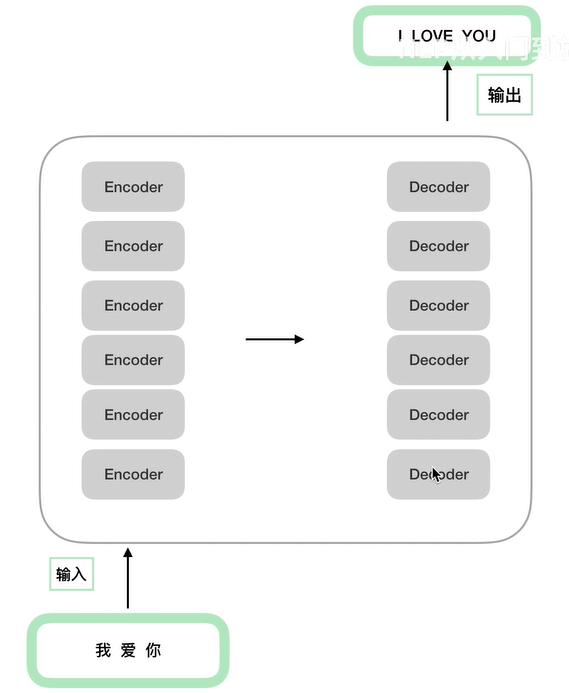 I LOVE YOU
输出
Encoder
Decoder
Encoder
Decoder
Encoder
Decoder
Encoder
Decoder
Encoder
Decoder
Encoder
Decoder
输入
我 爱 你